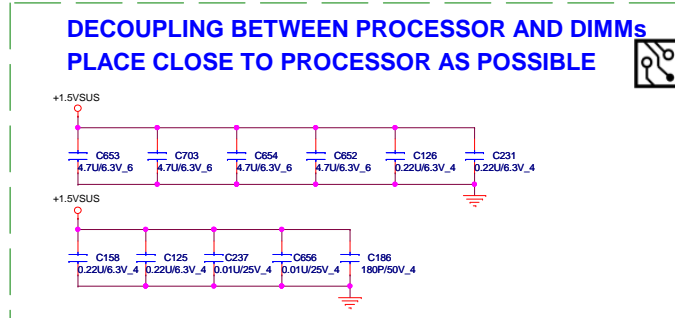 DECOUPLING BETWEEN PROCESSOR AND DIMMs
PLACE CLOSE TO PROCESSOR AS POSSIBLE
+1.5VSUS
C653 C703 C654 C652 C126 C231
4.7U/6.3V_6 4.7U/6.3V_6 4.7U/6.3V_6 4.7U/6.3V_6 0.22U/6.3V_4 0.22U/6.3V_4
+1.5VSUS
C158 C125 C237 C656 C186
0.22U/6.3V_4 0.22U/6.3V_4 0.01U/25V_4 0.01U/25V_4 180P/50V_4